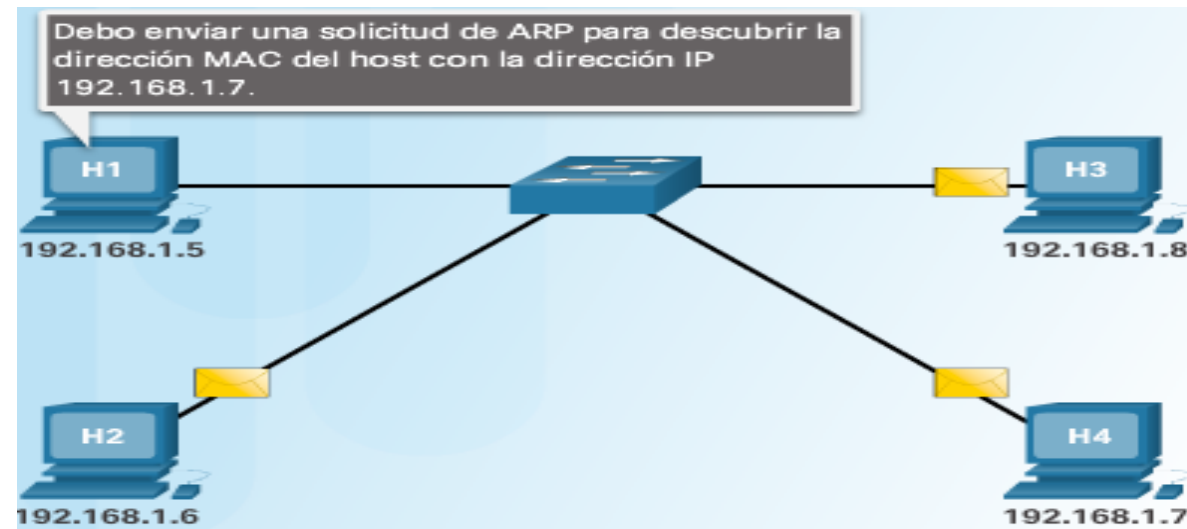 Debo enviar una solicitud de ARP para descubrir la
dirección MAC del host con la dirección IP
192.168.1.7.
H1
192.168.1.5
H3
192.168.1.8
H2
192.168.1.6
H4
192.168.1.7